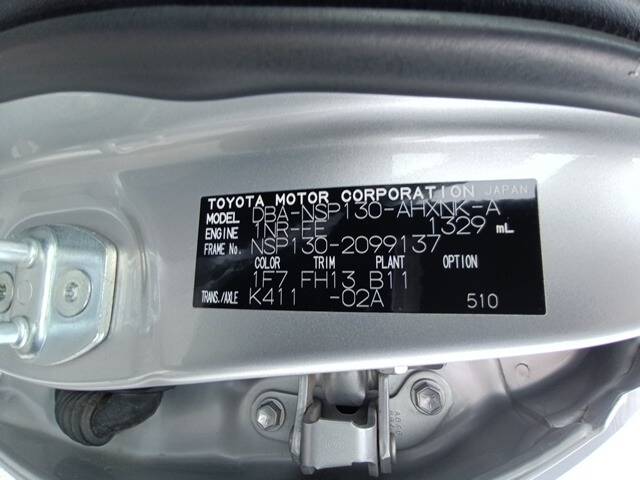 TOYOTA MOTOR CORPORATION JAPAN
MODEL DBA-NSP130-AHXNK-A
ENGINE 1NR-FE 1329 mL
FRAME No. NSP130-2099137
COLOR TRIM PLANT OPTION
1F7 FH13 B11
TRANS./AXLE K411 -02A 510